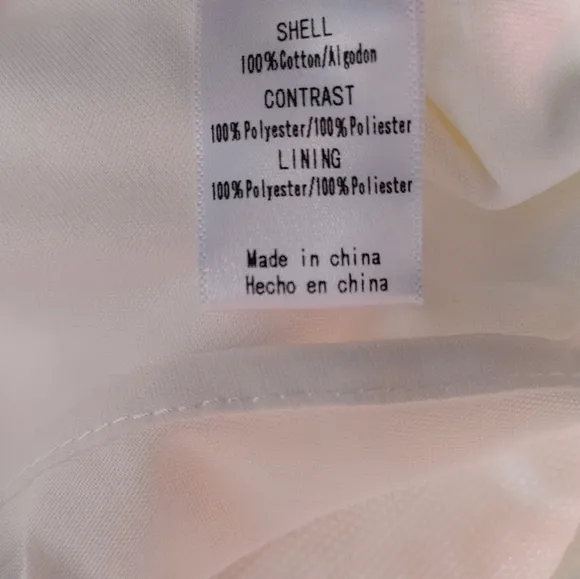 SHELL
100%Cotton/Algodon
CONTRAST
100%Polyester/100%Poliester
LINING
100%Polyester/100%Poliester
Made in china
Hecho en china